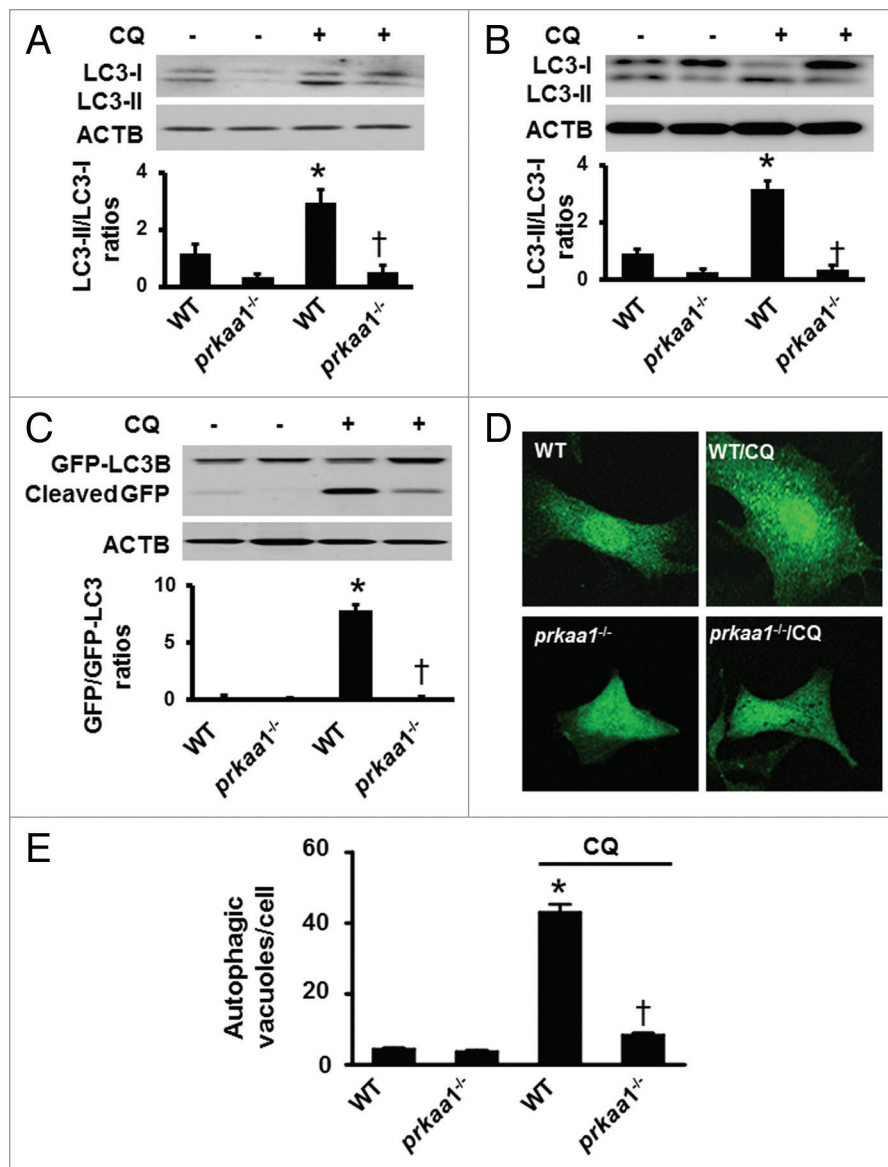 A
CQ - - + +
LC3-I
LC3-II
ACTB
LC3-II/LC3-I
ratios
4
2
0
*
†
WT
prkaa1-/-
WT
prkaa1-/-
B
CQ - - + +
LC3-I
LC3-II
ACTB
LC3-II/LC3-I
ratios
4
2
0
*
†
WT
prkaa1-/-
WT
prkaa1-/-
C
CQ - - + +
GFP-LC3B
Cleaved GFP
ACTB
GFP/GFP-LC3
ratios
10
5
0
*
†
WT
prkaa1-/-
WT
prkaa1-/-
D
WT
WT/CQ
prkaa1-/-
prkaa1-/-/CQ
E
CQ
Autophagic
vacuoles/cell
60
40
20
0
*
†
WT
prkaa1-/-
WT
prkaa1-/-